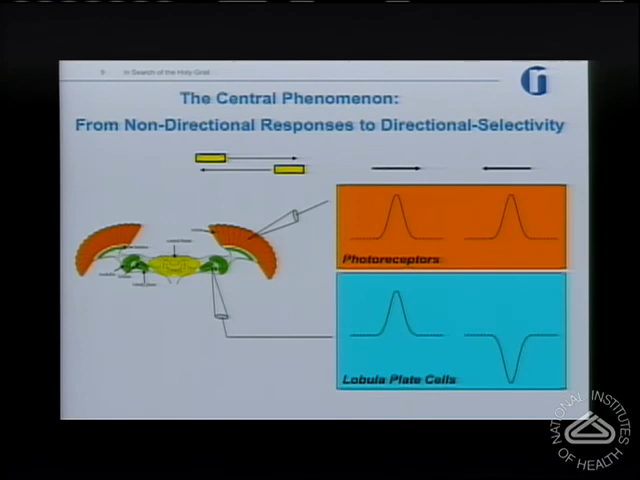 9 In Search of the Holy Grail
The Central Phenomenon:
From Non-Directional Responses to Directional-Selectivity
Photoreceptors
Lobula Plate Cells
NATIONAL INSTITUTES
OF HEALTH